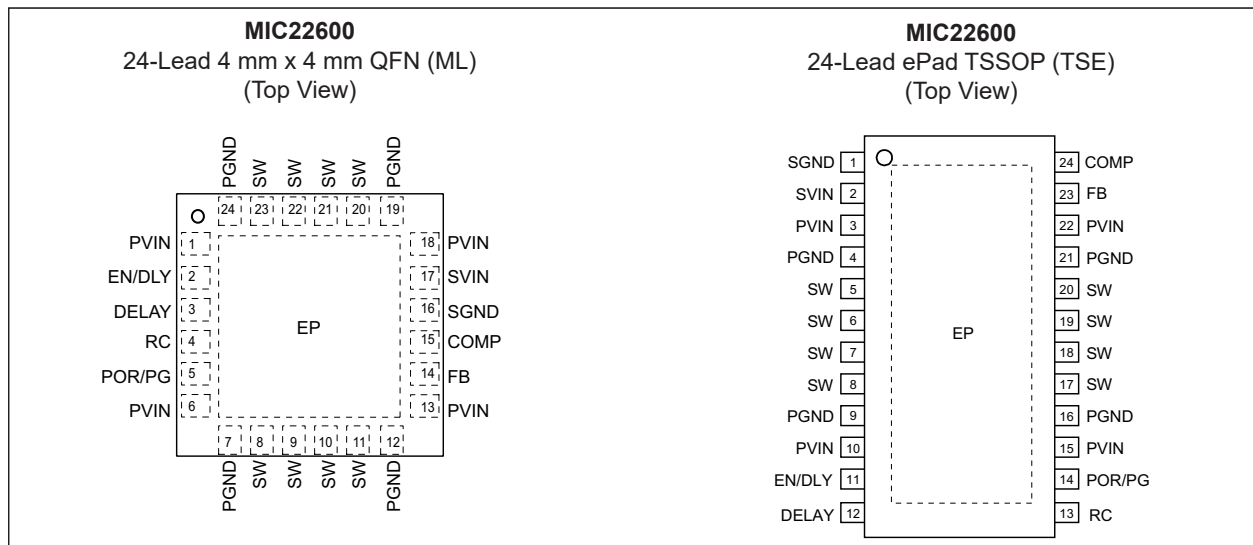 MIC22600
24-Lead 4 mm x 4 mm QFN (ML)
(Top View)
PGND
SW
SW
SW
SW
PGND
24
23
22
21
20
19
PVIN 1
EN/DLY 2
DELAY 3
RC 4
POR/PG 5
PVIN 6
EP
18 PVIN
17 SVIN
16 SGND
15 COMP
14 FB
13 PVIN
7
8
9
10
11
12
PGND
SW
SW
SW
SW
PGND
MIC22600
24-Lead ePad TSSOP (TSE)
(Top View)
SGND 1
SVIN 2
PVIN 3
PGND 4
SW 5
SW 6
SW 7
SW 8
PGND 9
PVIN 10
EN/DLY 11
DELAY 12
EP
24 COMP
23 FB
22 PVIN
21 PGND
20 SW
19 SW
18 SW
17 SW
16 PGND
15 PVIN
14 POR/PG
13 RC